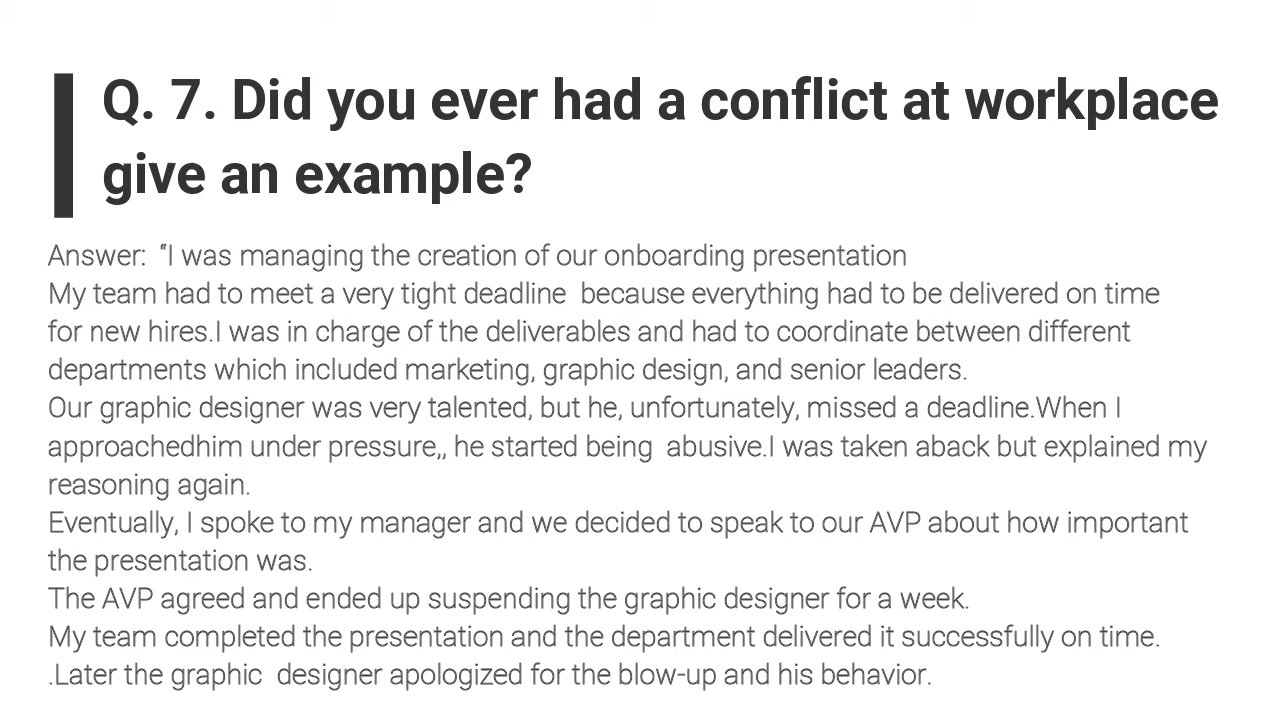 Q. 7. Did you ever had a conflict at workplace
give an example?
Answer:  “I was managing the creation of our onboarding presentation
My team had to meet a very tight deadline  because everything had to be delivered on time
for new hires.I was in charge of the deliverables and had to coordinate between different
departments which included marketing, graphic design, and senior leaders.
Our graphic designer was very talented, but he, unfortunately, missed a deadline.When I
approachedhim under pressure,, he started being  abusive.I was taken aback but explained my
reasoning again.
Eventually, I spoke to my manager and we decided to speak to our AVP about how important
the presentation was.
The AVP agreed and ended up suspending the graphic designer for a week.
My team completed the presentation and the department delivered it successfully on time.
.Later the graphic  designer apologized for the blow-up and his behavior.